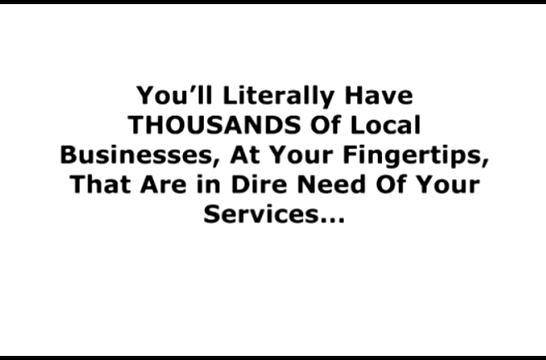 You’ll Literally Have
THOUSANDS Of Local
Businesses, At Your Fingertips,
That Are in Dire Need Of Your
Services...